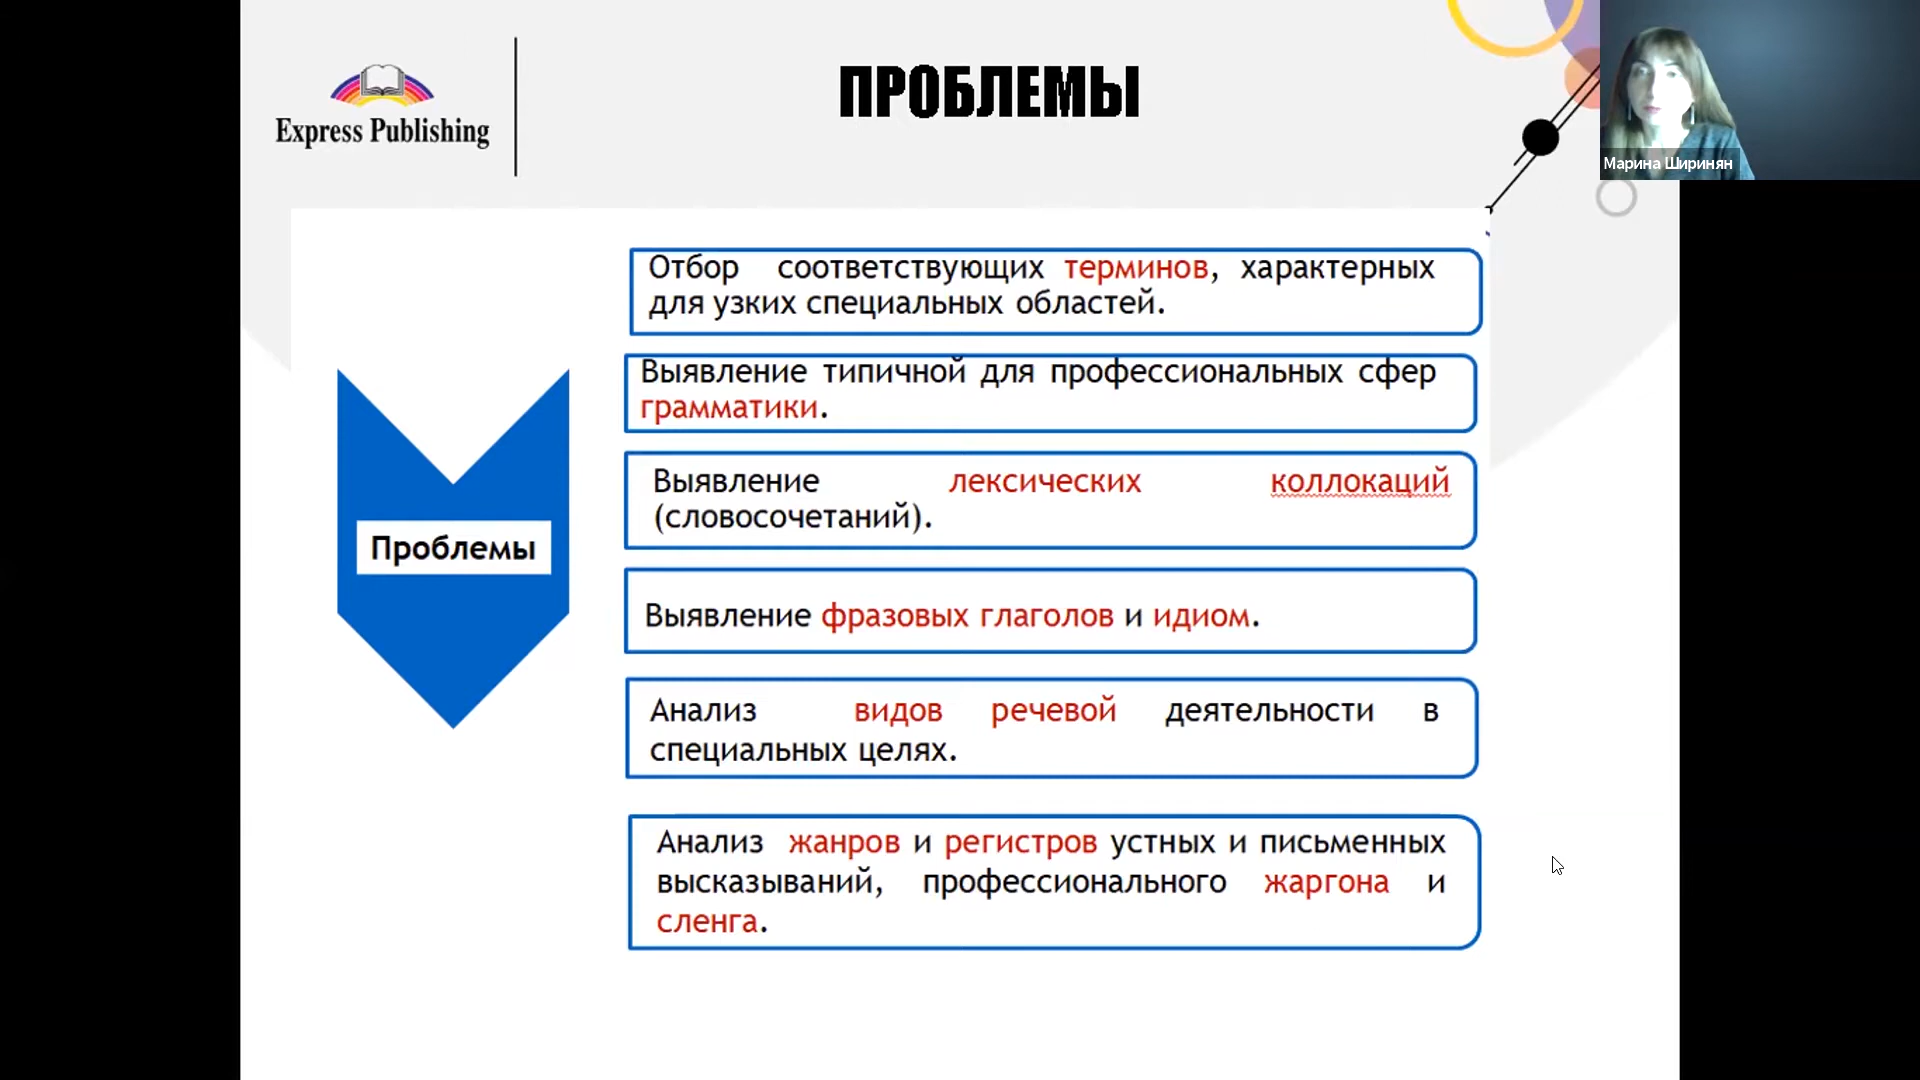 Express Publishing
ПРОБЛЕМЫ
Марина Ширинян
Проблемы
Отбор соответствующих терминов, характерных
для узких специальных областей.
Выявление типичной для профессиональных сфер
грамматики.
Выявление лексических коллокаций
(словосочетаний).
Выявление фразовых глаголов и идиом.
Анализ видов речевой деятельности в
специальных целях.
Анализ жанров и регистров устных и письменных
высказываний, профессионального жаргона и
сленга.